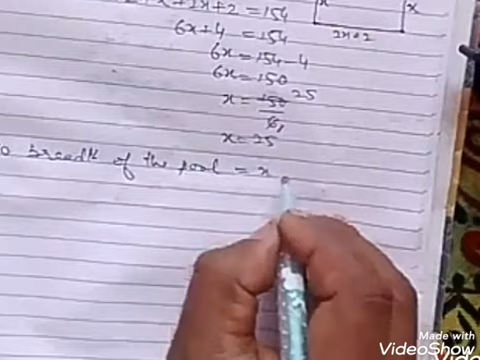 + 2x + 2 = 154
x
x
6x + 4 = 154
2x+2
6x = 154 - 4
6x = 150
x = 150 25
6,
x = 25
breadth of the pool = x
Made with
VideoShow